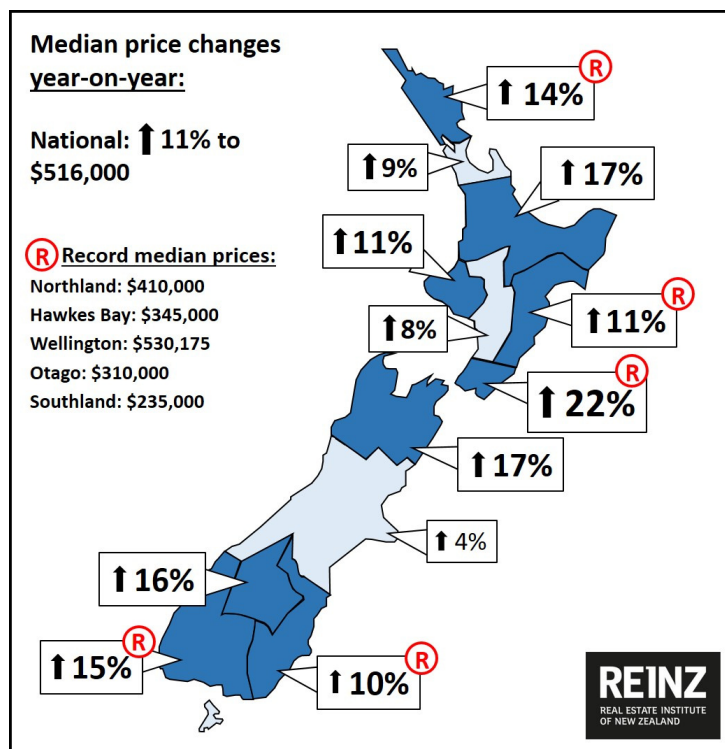 Median price changes
year-on-year:
National: ⬆ 11% to
$516,000
R Record median prices:
Northland: $410,000
Hawkes Bay: $345,000
Wellington: $530,175
Otago: $310,000
Southland: $235,000
R
⬆ 14%
⬆ 9%
⬆ 17%
⬆ 11%
R
⬆ 11%
⬆ 8%
R
⬆ 22%
⬆ 17%
⬆ 4%
⬆ 16%
R
⬆ 15%
R
⬆ 10%
REINZ
REAL ESTATE INSTITUTE
OF NEW ZEALAND